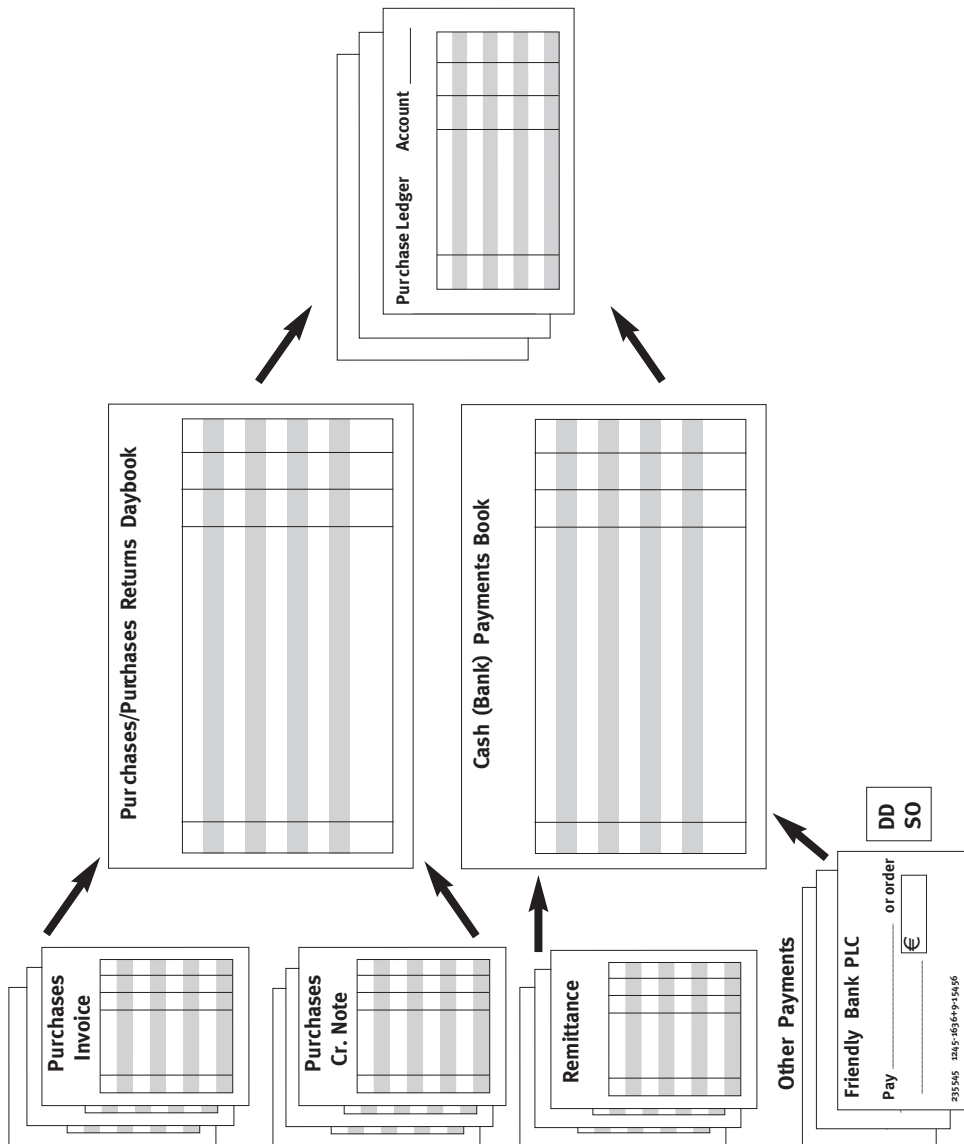 Purchases
Invoice
Purchases
Cr. Note
Remittance
Other Payments
Friendly Bank PLC
Pay or order
€
235545 1245-1636+9-15456
DD
SO
Purchases/Purchases Returns Daybook
Cash (Bank) Payments Book
Purchase Ledger Account